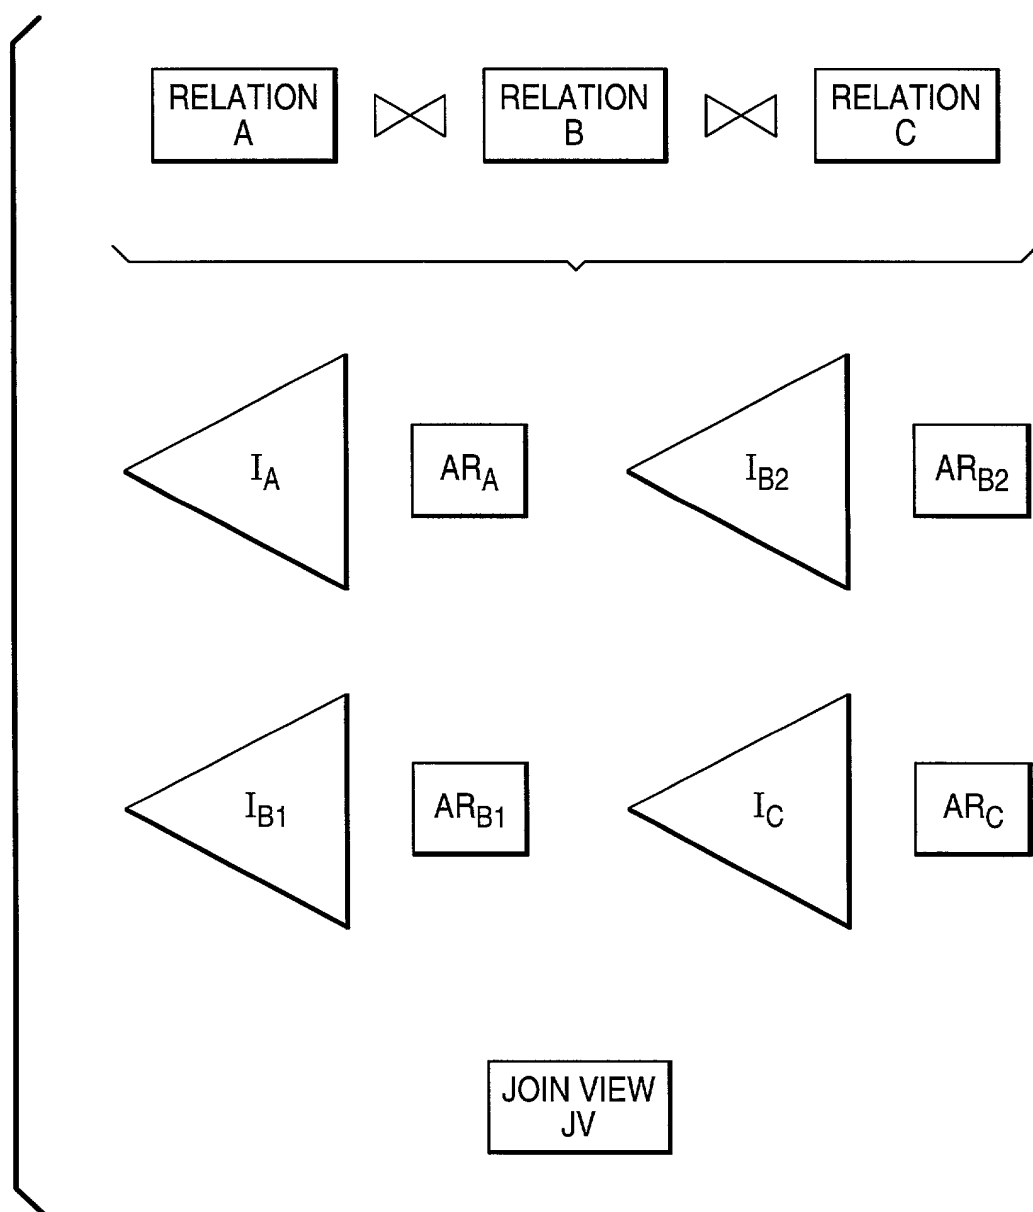 RELATION
A
RELATION
B
RELATION
C
I_A
AR_A
I_B2
AR_B2
I_B1
AR_B1
I_C
AR_C
JOIN VIEW
JV